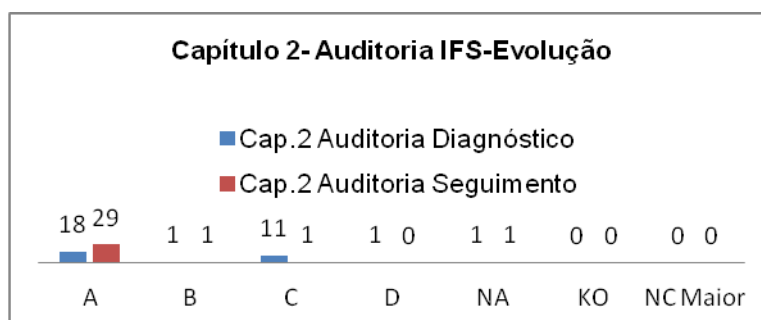 Capítulo 2- Auditoria IFS-Evolução
Cap.2 Auditoria Diagnóstico
Cap.2 Auditoria Seguimento
18 29 1 1 11 1 1 0 1 1 0 0 0 0
A B C D NA KO NC Maior